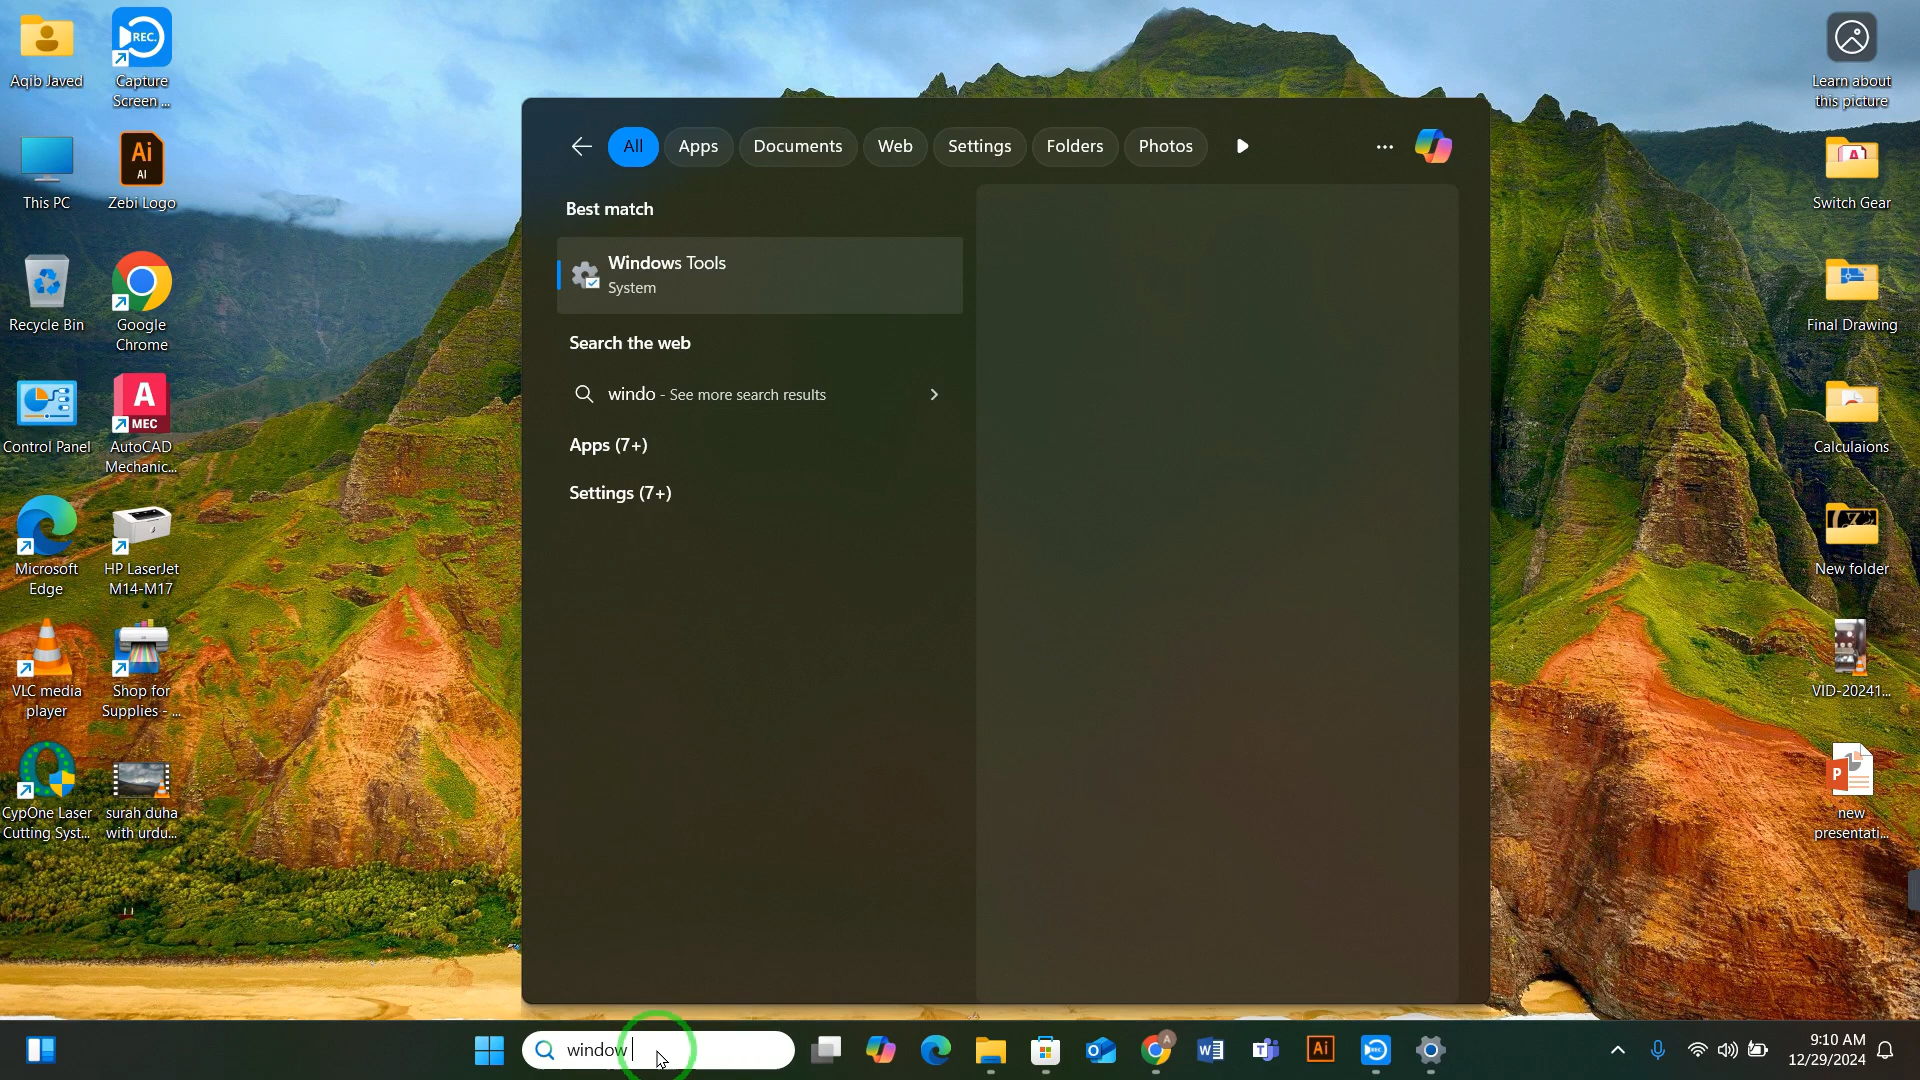 Aqib Javed
REC.
Capture
Screen ...
This PC
Ai
AI
Zebi Logo
Recycle Bin
Google
Chrome
Control Panel
A
MEC
AutoCAD
Mechanic...
Microsoft
Edge
HP LaserJet
M14-M17
VLC media
player
Shop for
Supplies - ...
CypOne Laser
Cutting Syst...
surah duha
with urdu...
All
Apps
Documents
Web
Settings
Folders
Photos
Best match
Windows Tools
System
Search the web
windo - See more search results
Apps (7+)
Settings (7+)
Learn about
this picture
Switch Gear
Final Drawing
Calculaions
New folder
VID-20241...
P
new
presentati...
window
A
Ai
REC
9:10 AM
12/29/2024